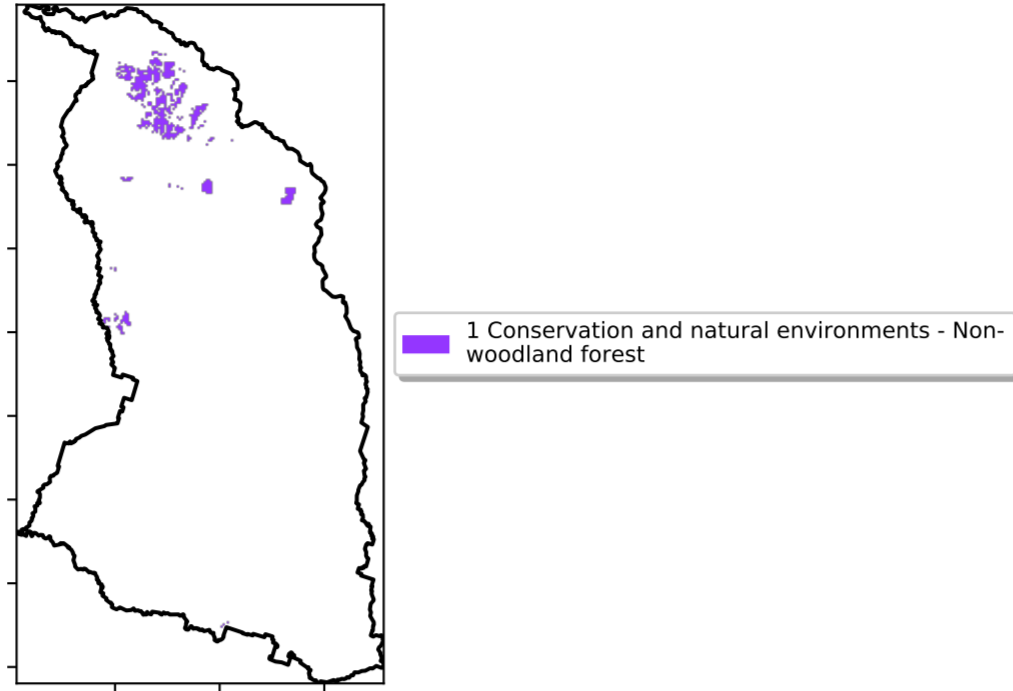 1 Conservation and natural environments - Non-
woodland forest